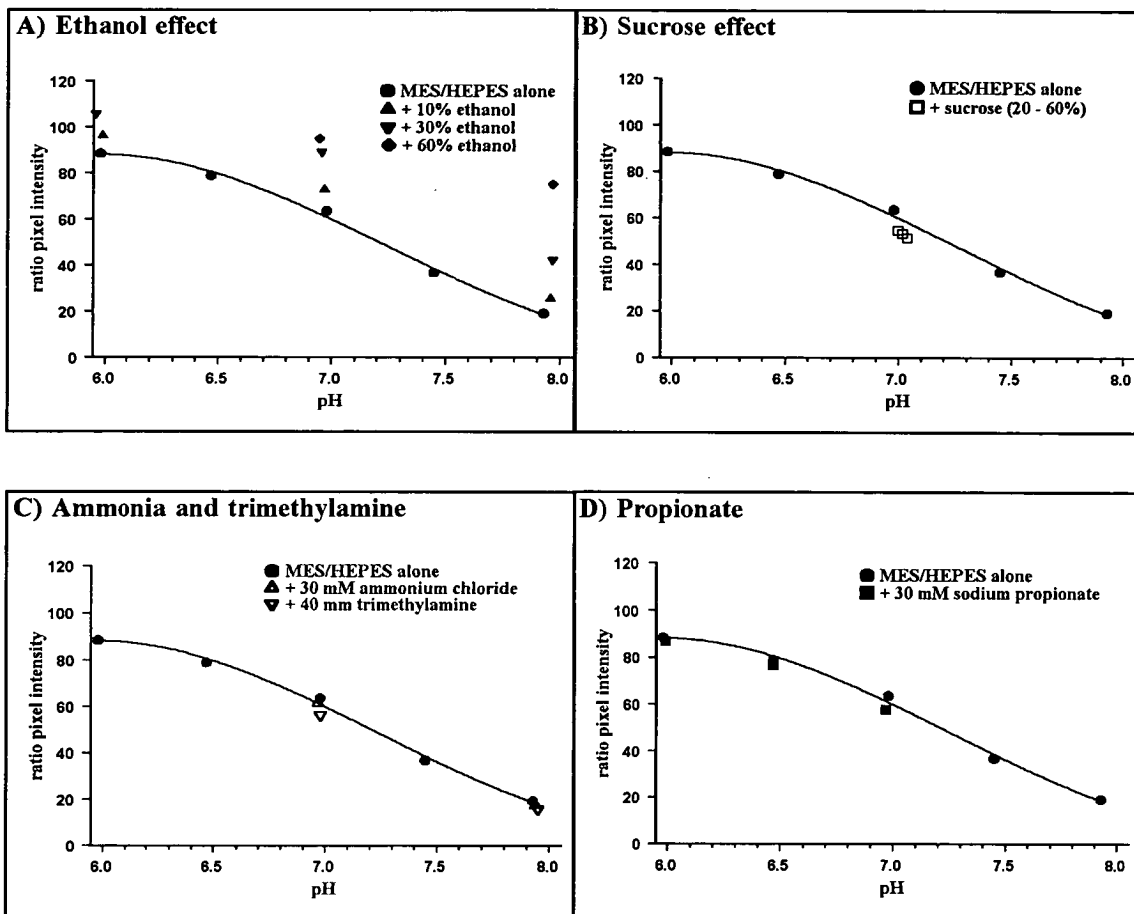 A) Ethanol effect
ratio pixel intensity
120
100
80
60
40
20
0
MES/HEPES alone
+ 10% ethanol
+ 30% ethanol
+ 60% ethanol
6.0 6.5 7.0 7.5 8.0
pH
B) Sucrose effect
ratio pixel intensity
120
100
80
60
40
20
0
MES/HEPES alone
+ sucrose (20 - 60%)
6.0 6.5 7.0 7.5 8.0
pH
C) Ammonia and trimethylamine
ratio pixel intensity
120
100
80
60
40
20
0
MES/HEPES alone
+ 30 mM ammonium chloride
+ 40 mm trimethylamine
6.0 6.5 7.0 7.5 8.0
pH
D) Propionate
ratio pixel intensity
120
100
80
60
40
20
0
MES/HEPES alone
+ 30 mM sodium propionate
6.0 6.5 7.0 7.5 8.0
pH